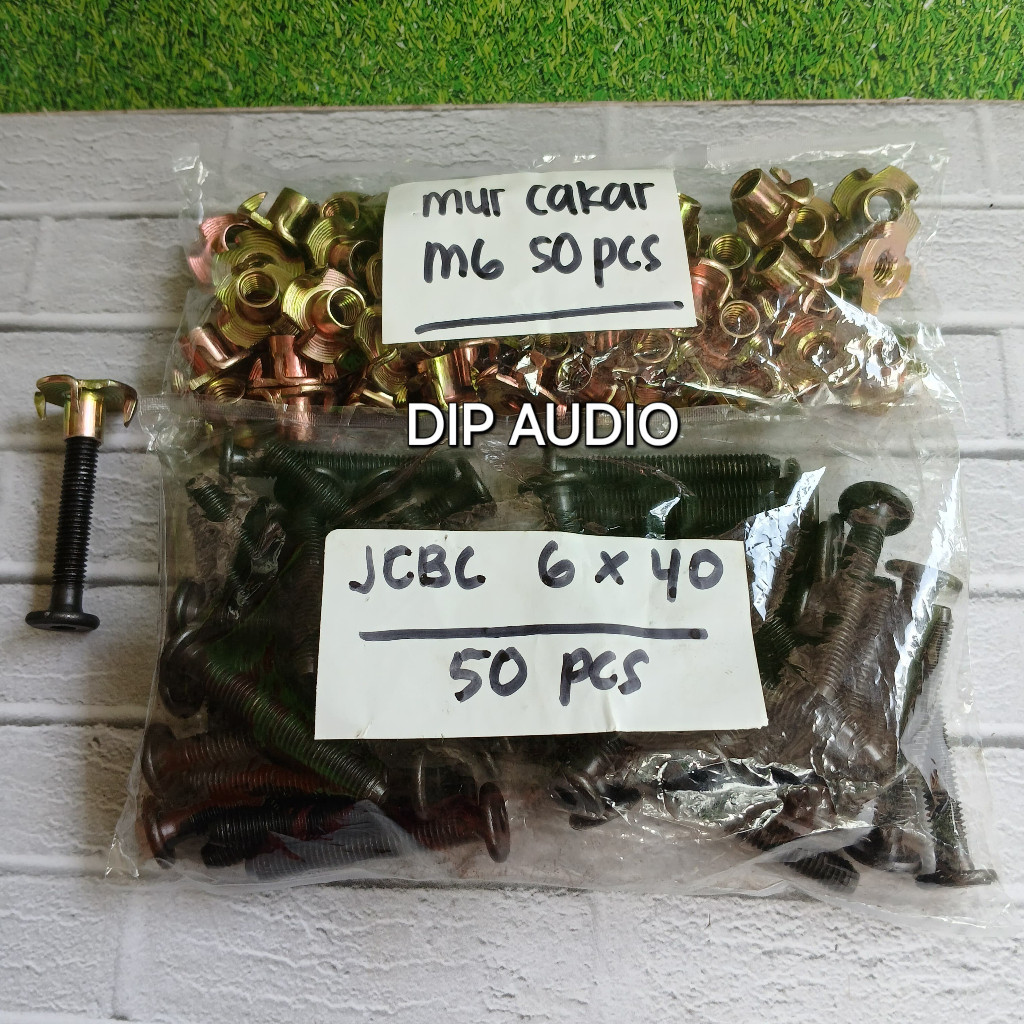 mur cakar
m6 50 pcs
DIP AUDIO
JCBC 6 x 40
50 pcs